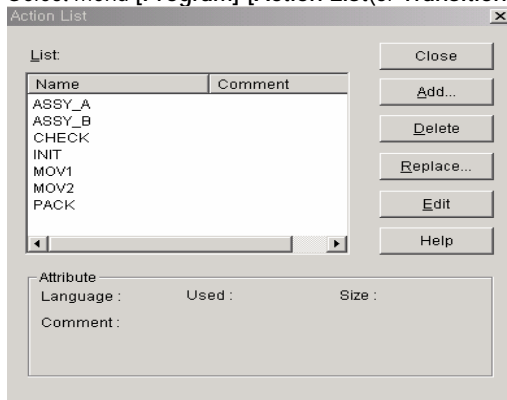 Select menu [Program]-[Action List(or Transition
Action List
List:
Close
Name Comment
Add...
ASSY_A
ASSY_B
Delete
CHECK
INIT
Replace...
MOV1
MOV2
Edit
PACK
Help
Attribute
Language : Used : Size :
Comment :